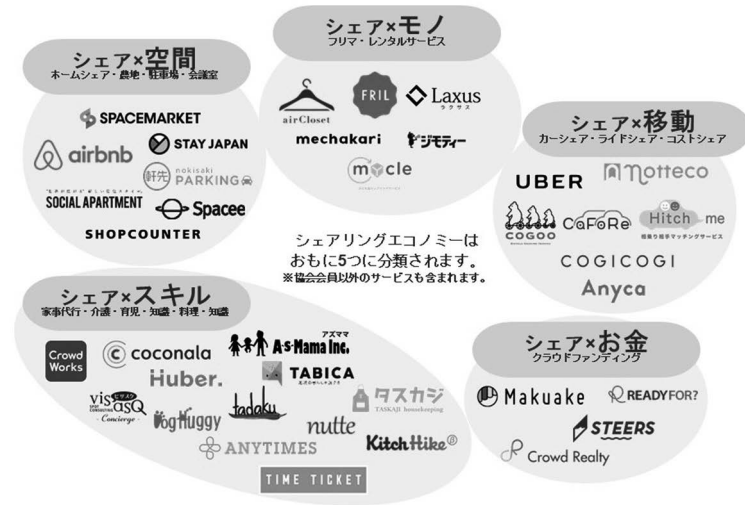 シェア×モノ
フリマ・レンタルサービス
airCloset
FRIL
Laxus
ラクサス
mechakari
ジモティー
mycle
シェア×空間
ホームシェア・農地・駐車場・会議室
SPACEMARKET
airbnb
STAY JAPAN
軒先
nokisaki
PARKING
SOCIAL APARTMENT
Spacee
SHOPCOUNTER
シェア×移動
カーシェア・ライドシェア・コストシェア
UBER
notteco
COGOO
CaFoRe
Hitch me
相乗り相手マッチングサービス
COGICOGI
Anyca
シェアリングエコノミーは
おもに5つに分類されます。
※協会会員以外のサービスも含まれます。
シェア×スキル
家事代行・介護・育児・知識・料理・知識
Crowd
Works
coconala
アズママ
AsMama Inc.
Huber.
TABICA
タスカジ
TASKAJI housekeeping
ビザスク
visasQ
SPOT CONSULTING
- Concierge -
DogHuggy
tadaku
nutte
KitchHike
ANYTIMES
TIME TICKET
シェア×お金
クラウドファンディング
Makuake
READYFOR?
STEERS
Crowd Realty